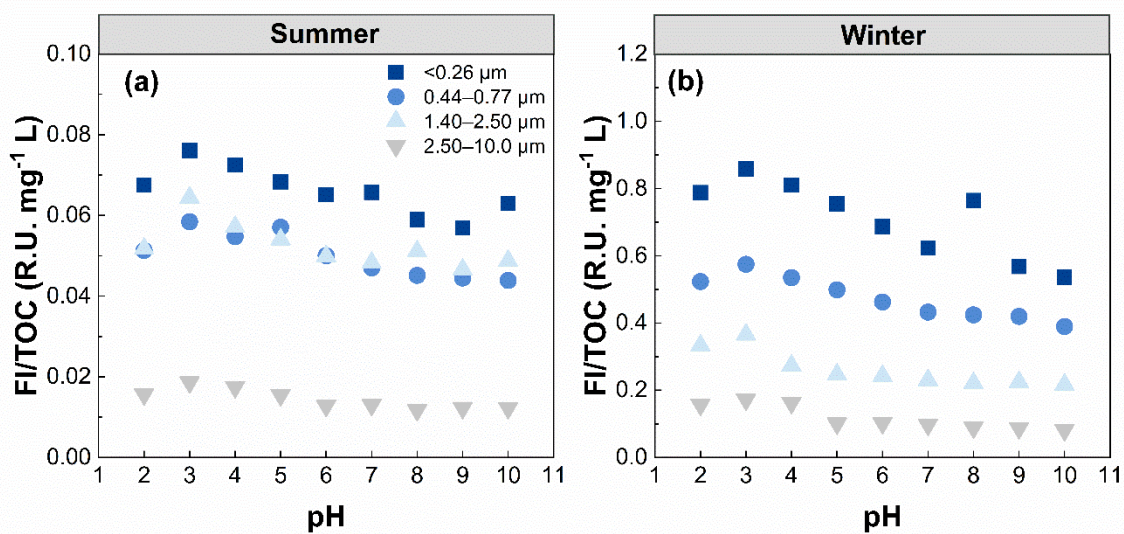 Summer
(a)
<0.26 µm
0.44–0.77 µm
1.40–2.50 µm
2.50–10.0 µm
0.10
0.08
0.06
0.04
0.02
0.00
FI/TOC (R.U. mg⁻¹ L)
1 2 3 4 5 6 7 8 9 10 11
pH
Winter
(b)
1.2
1.0
0.8
0.6
0.4
0.2
0.0
FI/TOC (R.U. mg⁻¹ L)
1 2 3 4 5 6 7 8 9 10 11
pH